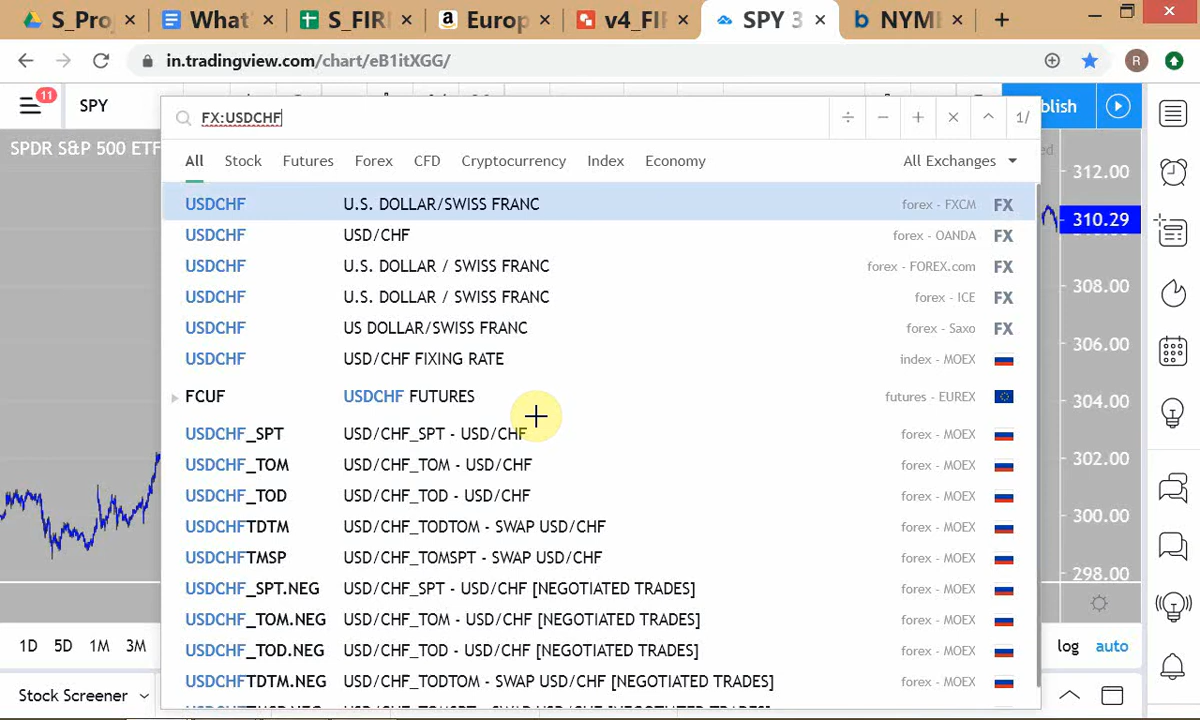 S_Proj
What'
S_FIR
Europ
v4_FI
SPY 3
NYME
in.tradingview.com/chart/eB1itXGG/
R
11
SPY
FX:USDCHF
÷ − + × ^ 1/
blish
SPDR S&P 500 ETF
All Stock Futures Forex CFD Cryptocurrency Index Economy All Exchanges
USDCHF U.S. DOLLAR/SWISS FRANC forex - FXCM FX
USDCHF USD/CHF forex - OANDA FX
USDCHF U.S. DOLLAR / SWISS FRANC forex - FOREX.com FX
USDCHF U.S. DOLLAR / SWISS FRANC forex - ICE FX
USDCHF US DOLLAR/SWISS FRANC forex - Saxo FX
USDCHF USD/CHF FIXING RATE index - MOEX
FCUF USDCHF FUTURES futures - EUREX
USDCHF_SPT USD/CHF_SPT - USD/CHF forex - MOEX
USDCHF_TOM USD/CHF_TOM - USD/CHF forex - MOEX
USDCHF_TOD USD/CHF_TOD - USD/CHF forex - MOEX
USDCHFTDTM USD/CHF_TODTOM - SWAP USD/CHF forex - MOEX
USDCHFTMSP USD/CHF_TOMSPT - SWAP USD/CHF forex - MOEX
USDCHF_SPT.NEG USD/CHF_SPT - USD/CHF [NEGOTIATED TRADES] forex - MOEX
USDCHF_TOM.NEG USD/CHF_TOM - USD/CHF [NEGOTIATED TRADES] forex - MOEX
USDCHF_TOD.NEG USD/CHF_TOD - USD/CHF [NEGOTIATED TRADES] forex - MOEX
USDCHFTDTM.NEG USD/CHF_TODTOM - SWAP USD/CHF [NEGOTIATED TRADES] forex - MOEX
312.00
310.29
308.00
306.00
304.00
302.00
300.00
298.00
1D 5D 1M 3M
log auto
Stock Screener